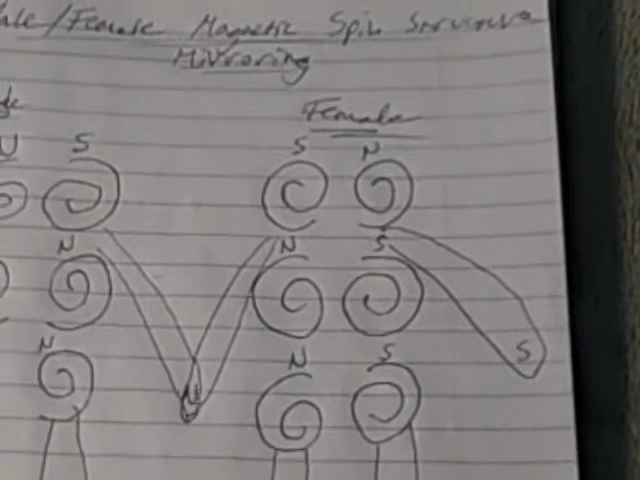 /Female Magnetic Spin Structure
Mirroring
Female
S S N
N N S
N N S S